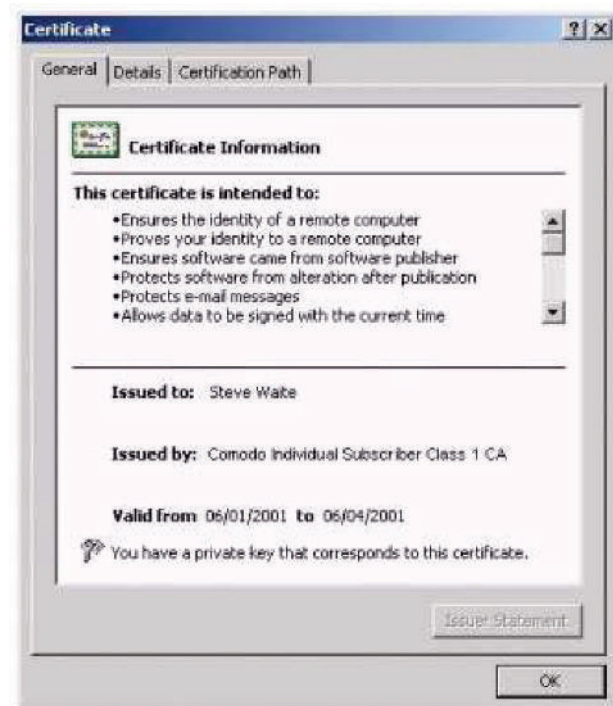 Certificate
General Details Certification Path
Certificate Information
This certificate is intended to:
•Ensures the identity of a remote computer
•Proves your identity to a remote computer
•Ensures software came from software publisher
•Protects software from alteration after publication
•Protects e-mail messages
•Allows data to be signed with the current time
Issued to: Steve Waite
Issued by: Comodo Individual Subscriber Class 1 CA
Valid from 06/01/2001 to 06/04/2001
You have a private key that corresponds to this certificate.
Issuer Statement
OK